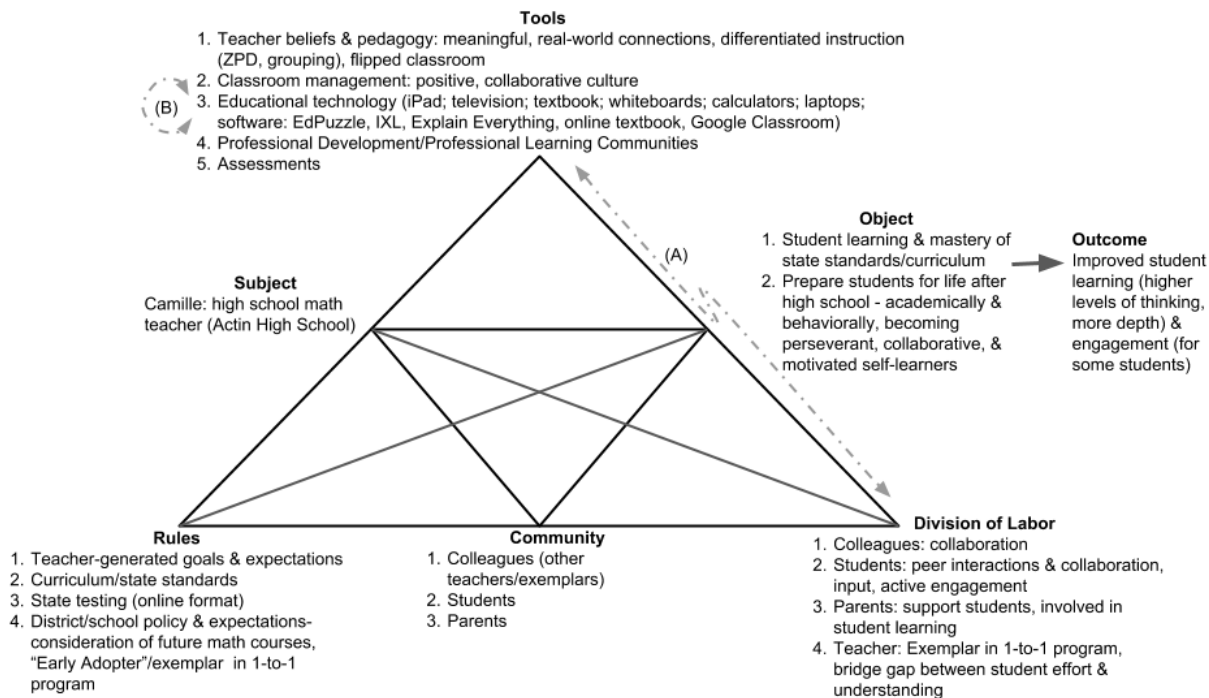 Tools
1. Teacher beliefs & pedagogy: meaningful, real-world connections, differentiated instruction
(ZPD, grouping), flipped classroom
2. Classroom management: positive, collaborative culture
(B)
3. Educational technology (iPad; television; textbook; whiteboards; calculators; laptops;
software: EdPuzzle, IXL, Explain Everything, online textbook, Google Classroom)
4. Professional Development/Professional Learning Communities
5. Assessments
(A)
Subject
Camille: high school math
teacher (Actin High School)
Object
1. Student learning & mastery of
state standards/curriculum
2. Prepare students for life after
high school - academically &
behaviorally, becoming
perseverant, collaborative, &
motivated self-learners
Outcome
Improved student
learning (higher
levels of thinking,
more depth) &
engagement (for
some students)
Rules
1. Teacher-generated goals & expectations
2. Curriculum/state standards
3. State testing (online format)
4. District/school policy & expectations-
consideration of future math courses,
“Early Adopter”/exemplar in 1-to-1
program
Community
1. Colleagues (other
teachers/exemplars)
2. Students
3. Parents
Division of Labor
1. Colleagues: collaboration
2. Students: peer interactions & collaboration,
input, active engagement
3. Parents: support students, involved in
student learning
4. Teacher: Exemplar in 1-to-1 program,
bridge gap between student effort &
understanding